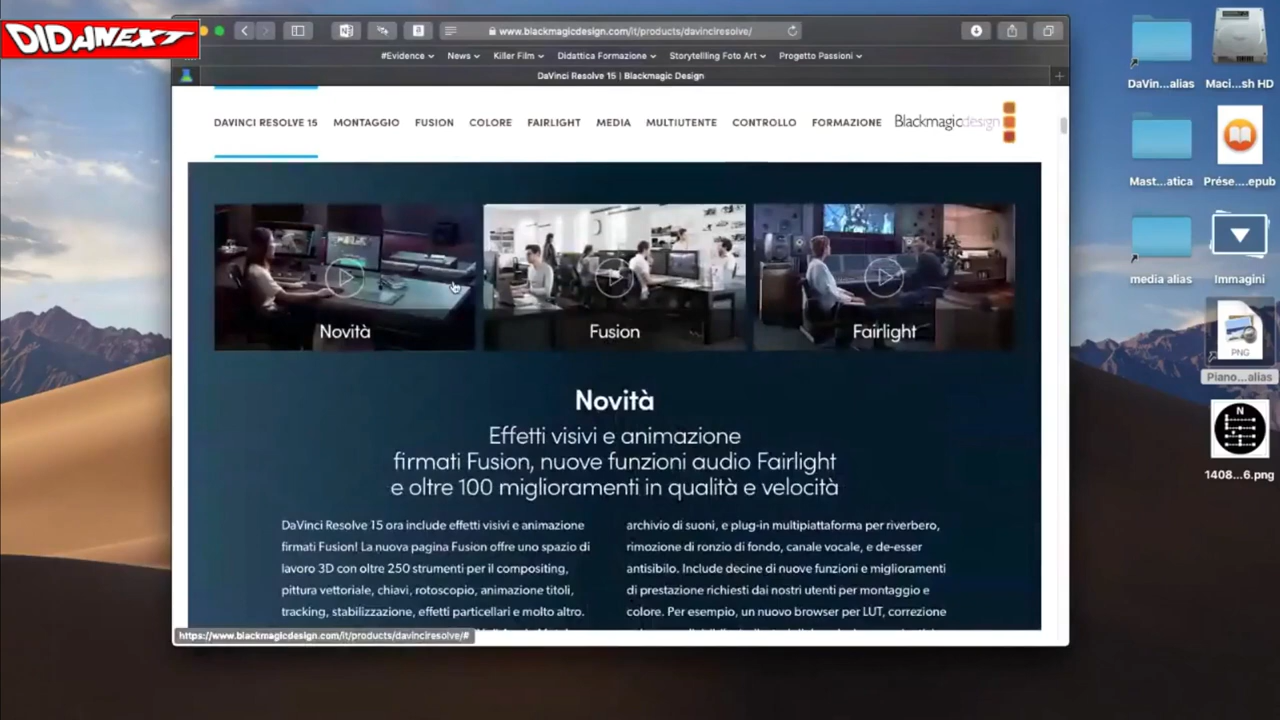 DIDANEXT
www.blackmagicdesign.com/it/products/davinciresolve/
#Evidence
News
Killer Film
Didattica Formazione
Storytellling Foto Art
Progetto Passioni
DaVinci Resolve 15 | Blackmagic Design
DAVINCI RESOLVE 15
MONTAGGIO
FUSION
COLORE
FAIRLIGHT
MEDIA
MULTIUTENTE
CONTROLLO
FORMAZIONE
Blackmagicdesign
Novità
Fusion
Fairlight
Novità
Effetti visivi e animazione
firmati Fusion, nuove funzioni audio Fairlight
e oltre 100 miglioramenti in qualità e velocità
DaVinci Resolve 15 ora include effetti visivi e animazione
firmati Fusion! La nuova pagina Fusion offre uno spazio di
lavoro 3D con oltre 250 strumenti per il compositing,
pittura vettoriale, chiavi, rotoscopio, animazione titoli,
tracking, stabilizzazione, effetti particellari e molto altro.
archivio di suoni, e plug-in multipiattaforma per riverbero,
rimozione di ronzio di fondo, canale vocale, e de-esser
antisibilo. Include decine di nuove funzioni e miglioramenti
di prestazione richiesti dai nostri utenti per montaggio e
colore. Per esempio, un nuovo browser per LUT, correzione
https://www.blackmagicdesign.com/it/products/davinciresolve/#
DaVin...alias
Maci...sh HD
Mast...atica
Prése....epub
media alias
Immagini
PNG
Piano...alias
N
1408...6.png